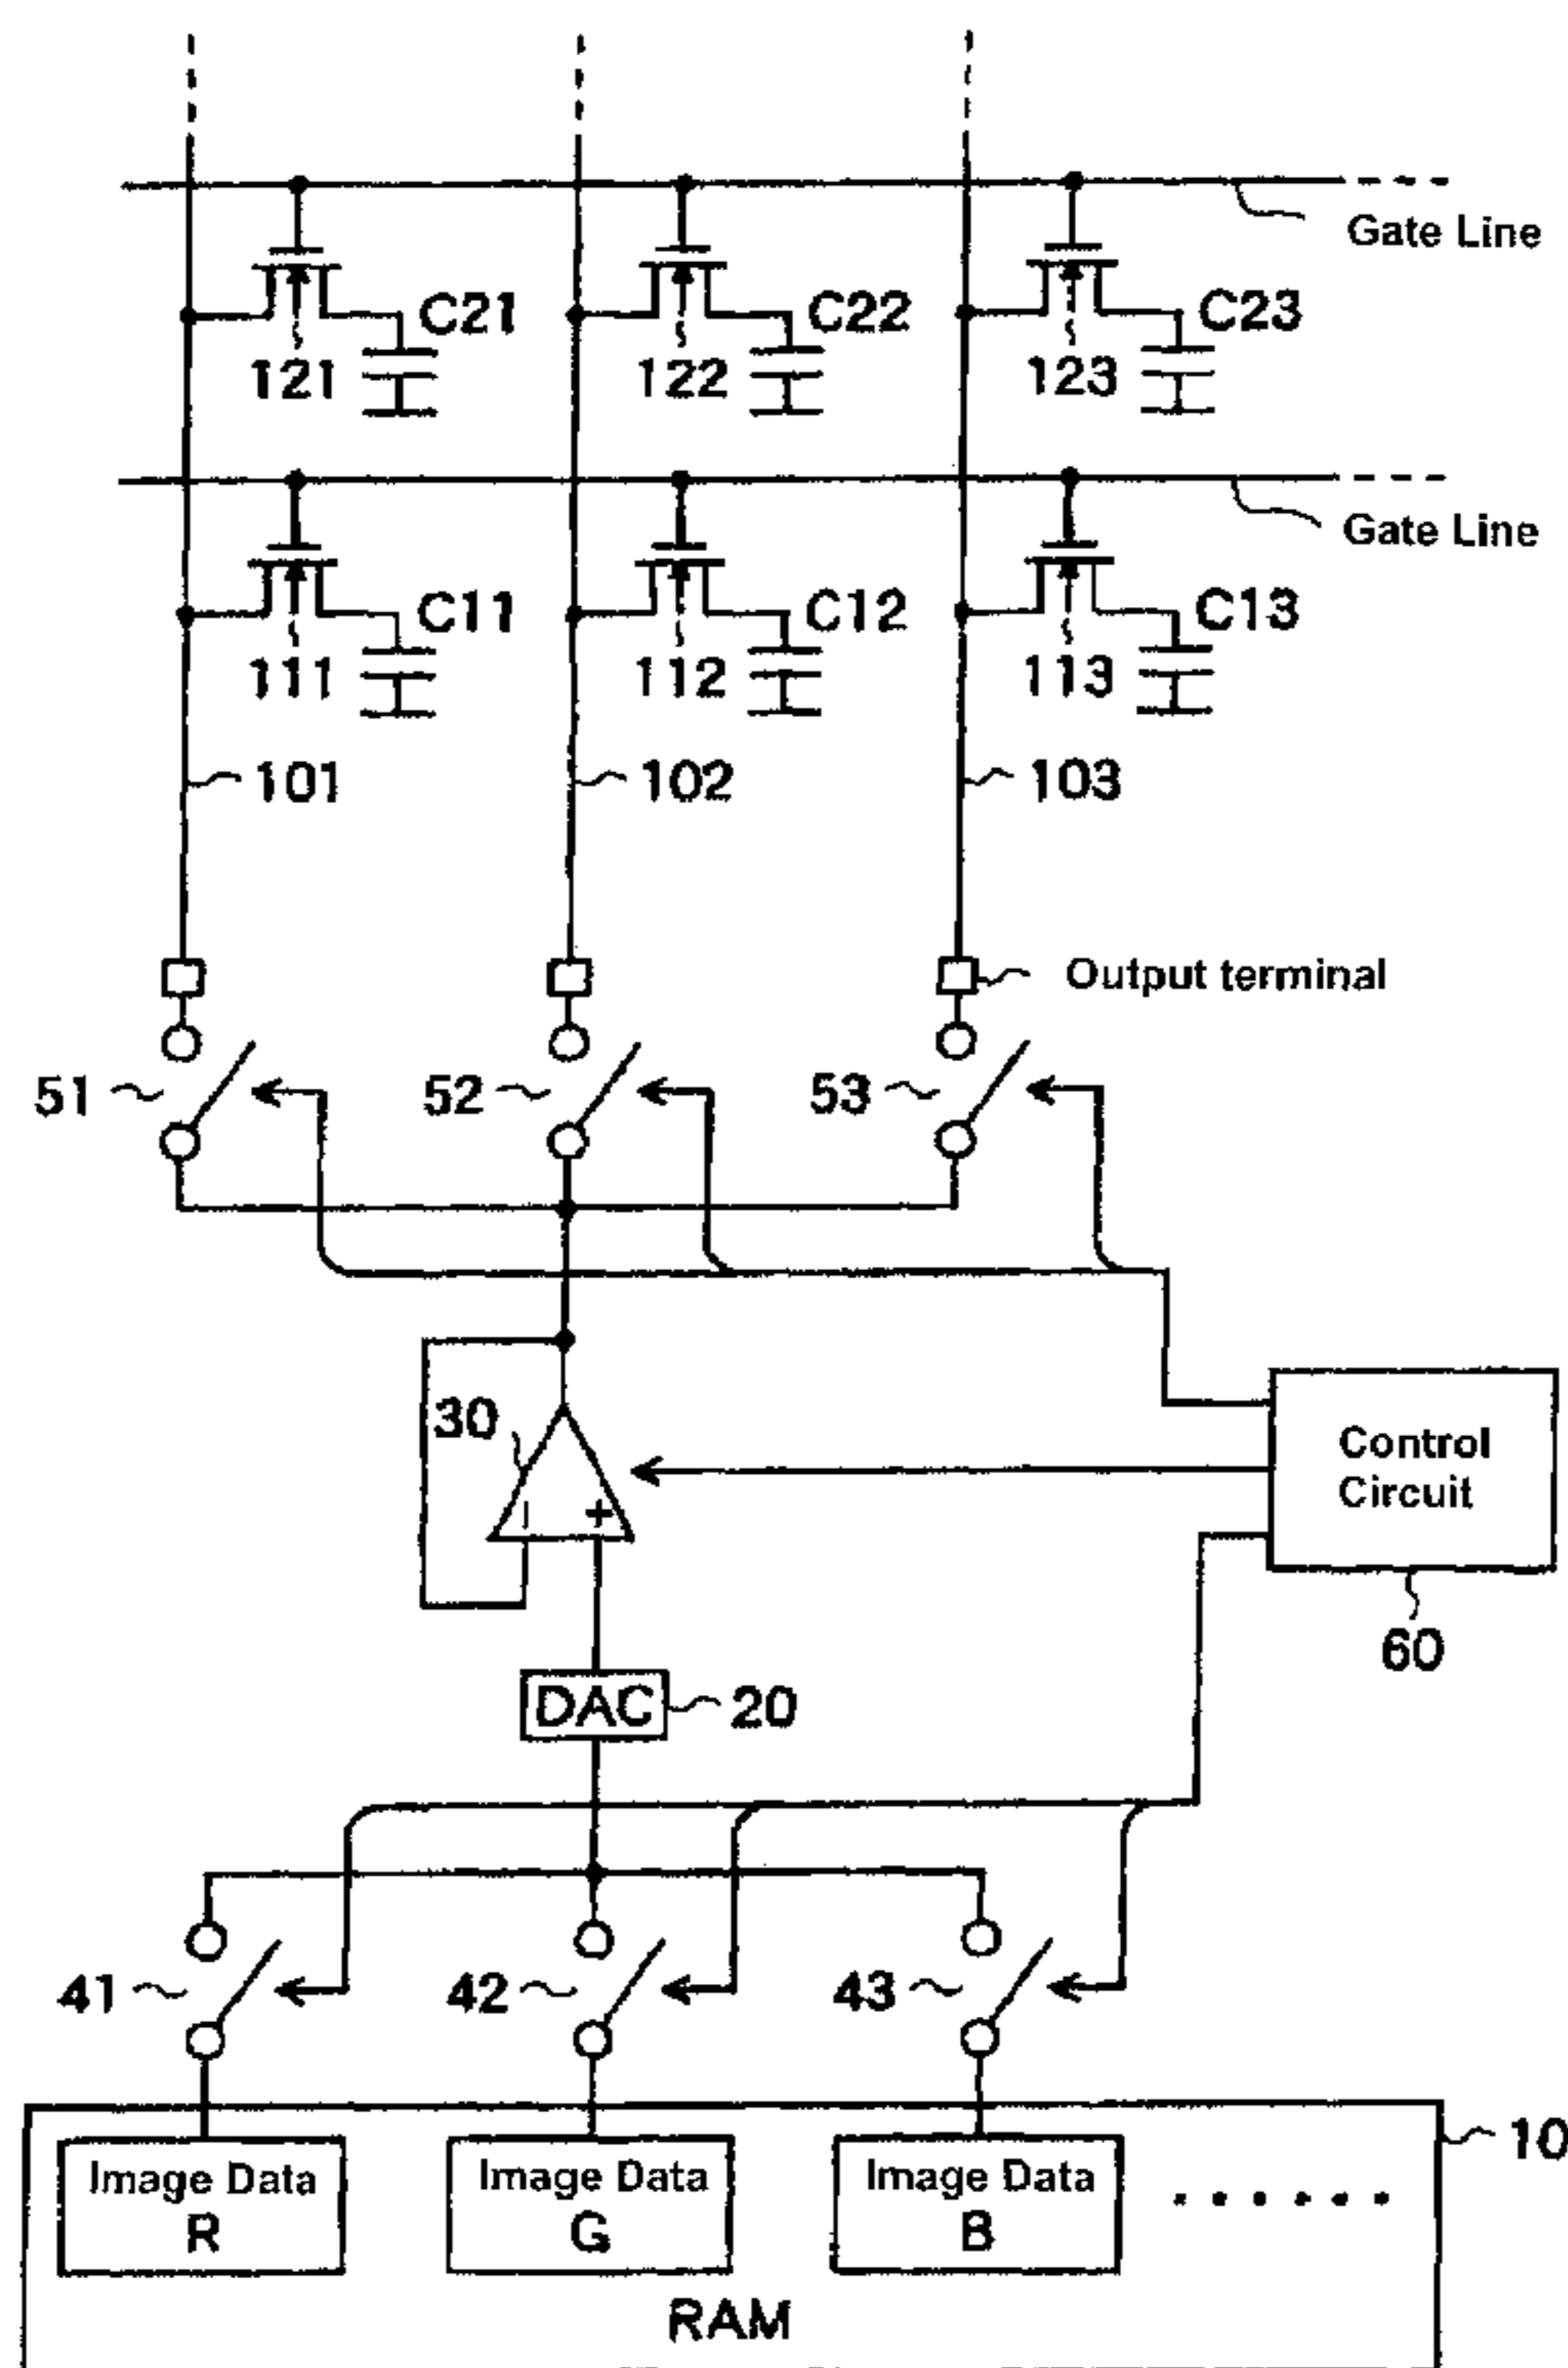 Gate Line
C21
C22
C23
121
122
123
Gate Line
C11
C12
C13
111
112
113
101
102
103
Output terminal
51
52
53
30
− +
Control
Circuit
60
DAC
20
41
42
43
10
Image Data
R
Image Data
G
Image Data
B
RAM